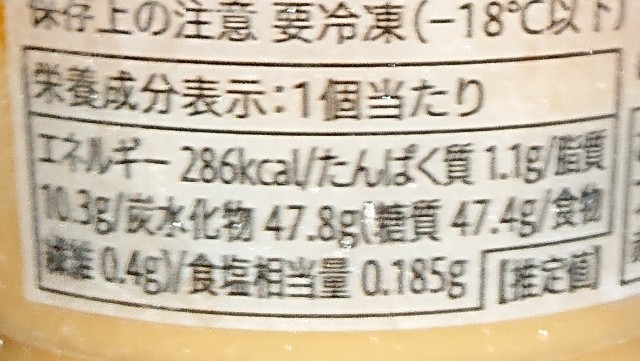 保存上の注意 要冷凍(-18℃以下)
栄養成分表示:1個当たり
エネルギー 286kcal/たんぱく質 1.1g/脂質
10.3g/炭水化物 47.8g(糖質 47.4g/食物
繊維 0.4g)/食塩相当量 0.185g [推定値]